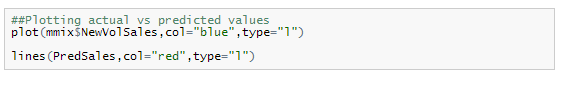 ##Plotting actual vs predicted values
plot(mmix$NewVolSales,col="blue",type="l")
lines(PredSales,col="red",type="l")